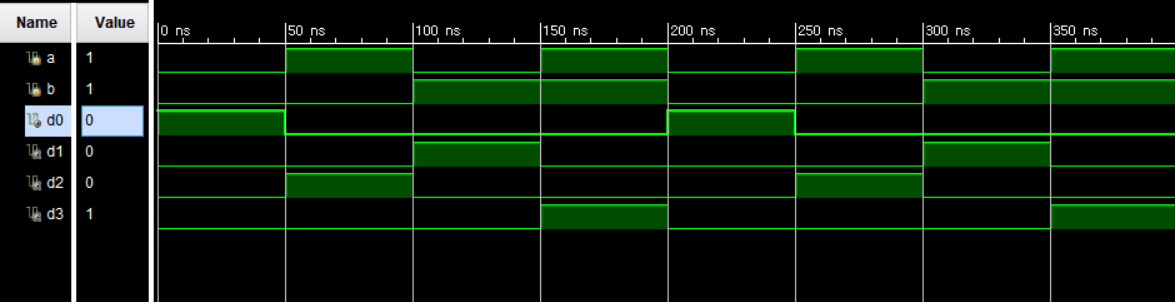 Name Value
0 ns 50 ns 100 ns 150 ns 200 ns 250 ns 300 ns 350 ns
a 1
b 1
d0 0
d1 0
d2 0
d3 1